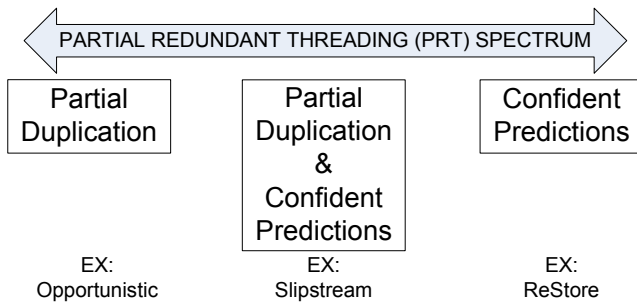 PARTIAL REDUNDANT THREADING (PRT) SPECTRUM
Partial
Duplication
Partial
Duplication
&
Confident
Predictions
Confident
Predictions
EX:
Opportunistic
EX:
Slipstream
EX:
ReStore